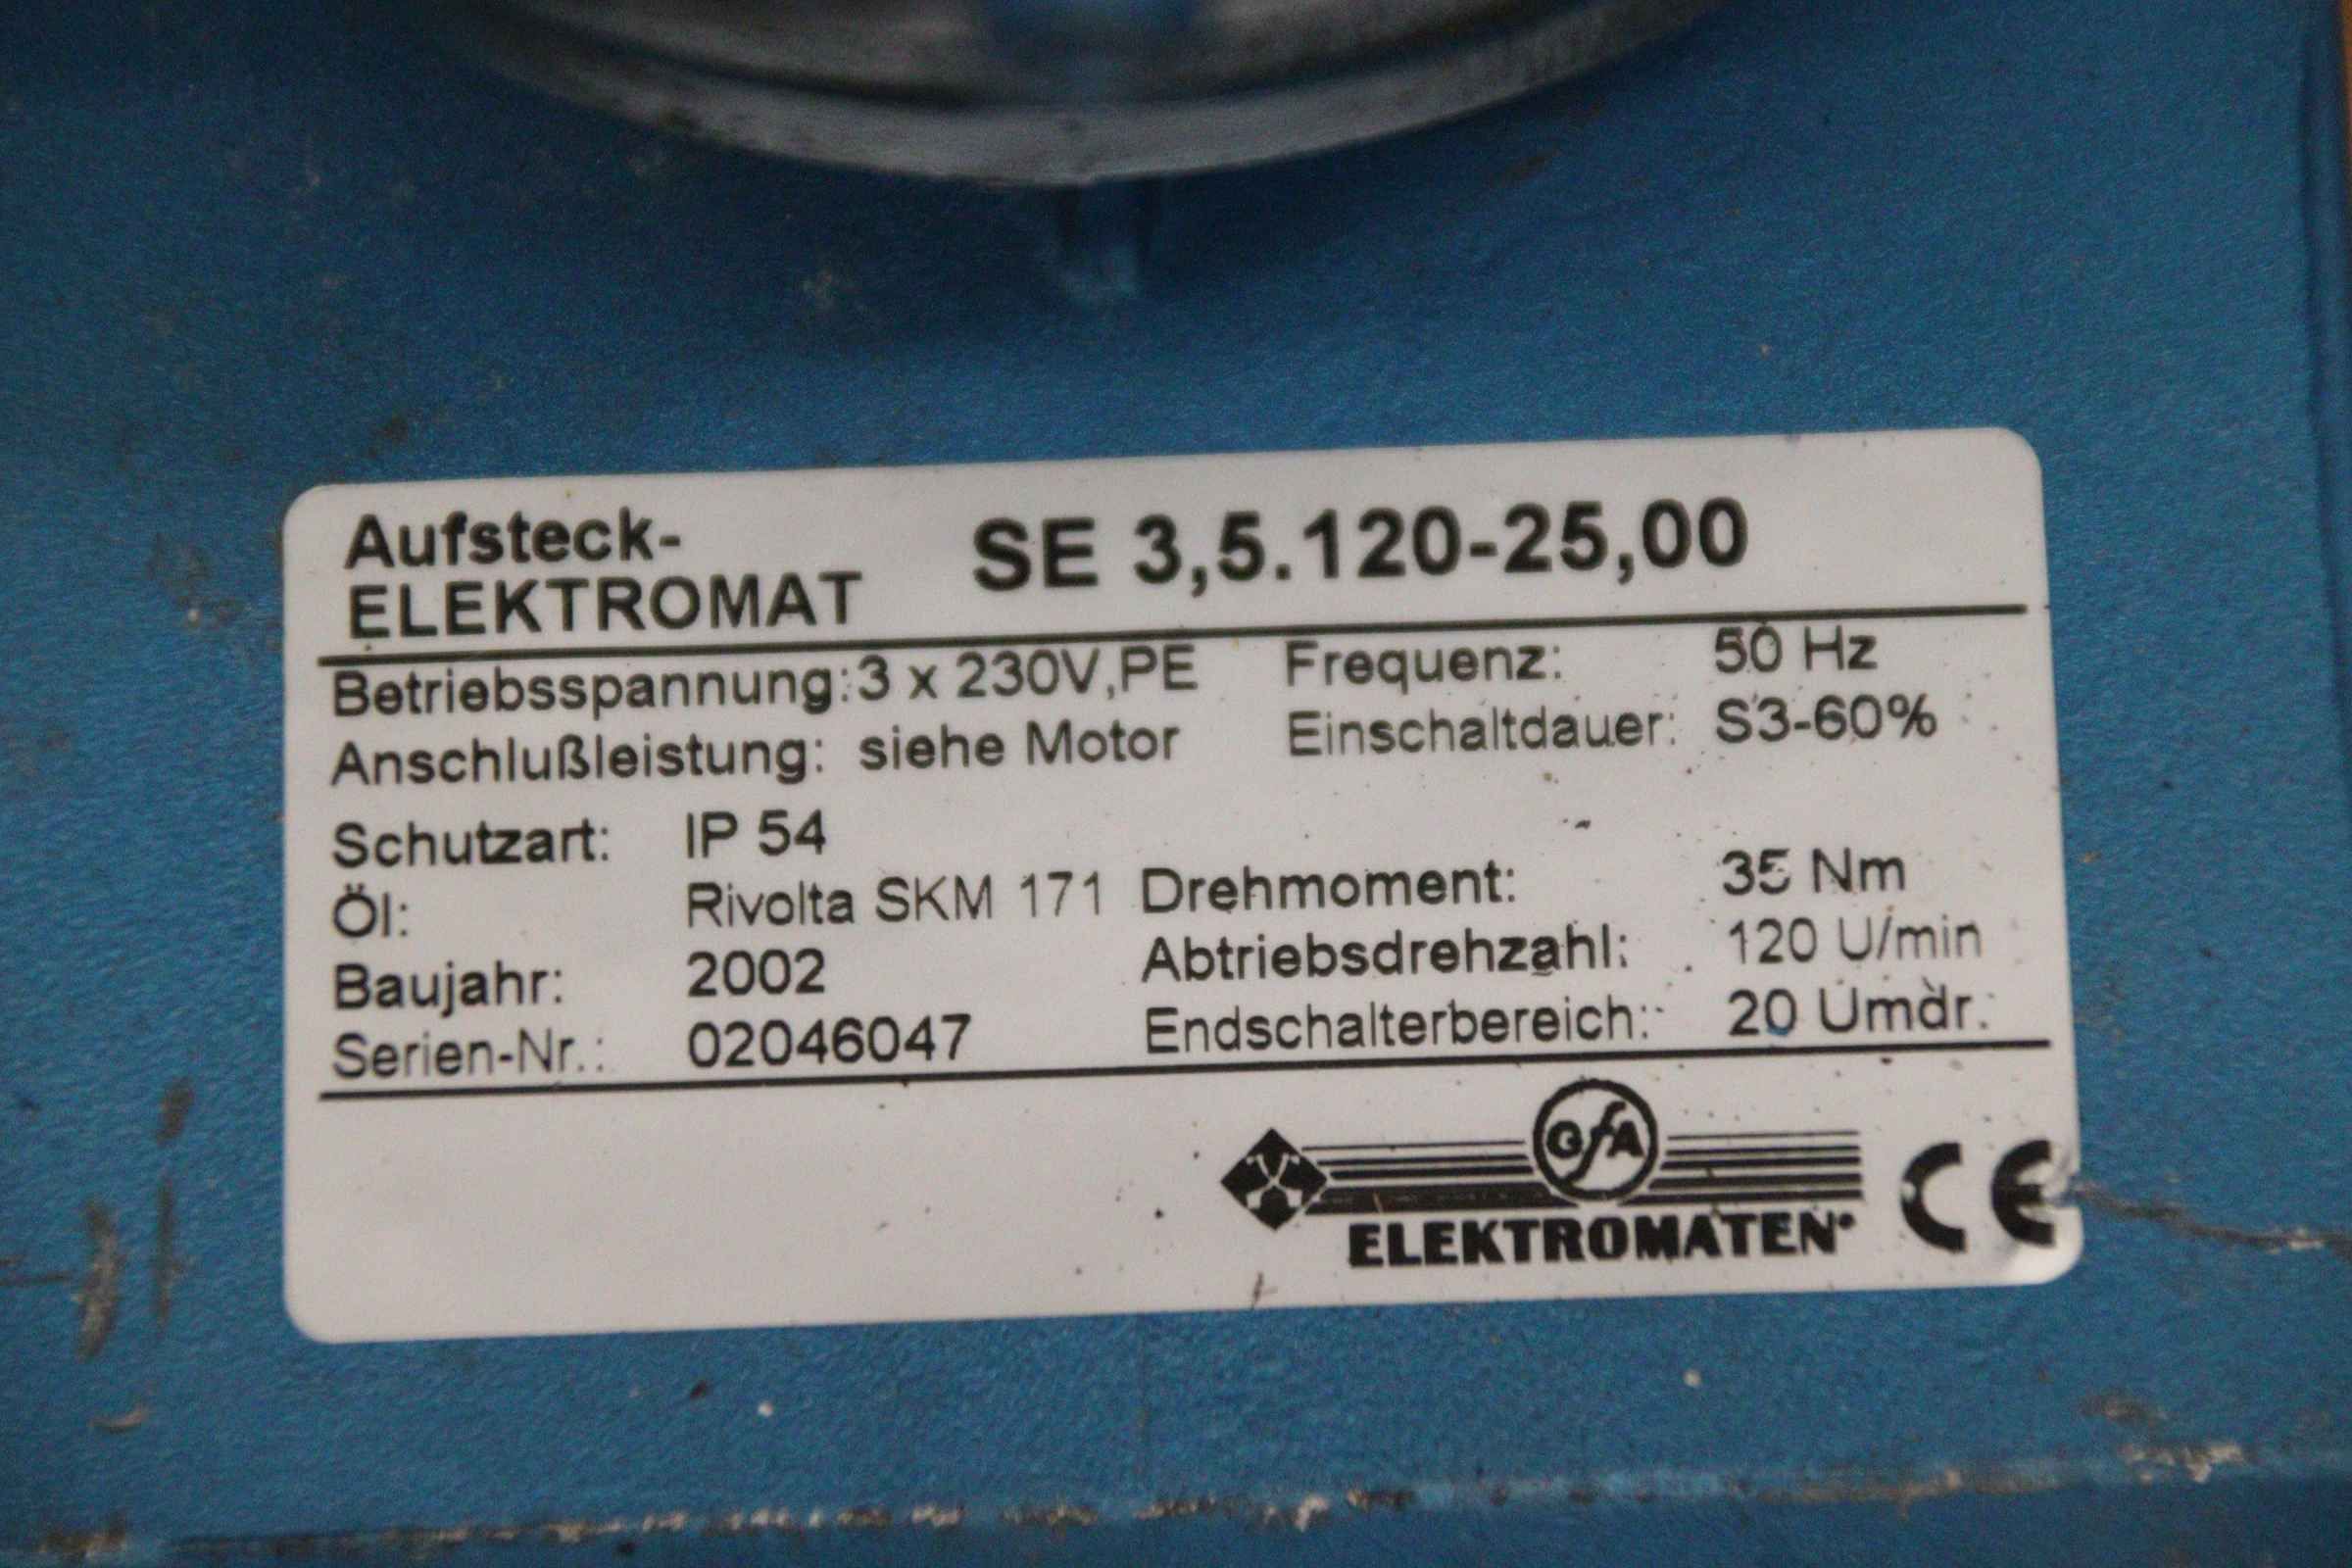 Aufsteck-
ELEKTROMAT SE 3,5.120-25,00
Betriebsspannung: 3 x 230V,PE Frequenz: 50 Hz
Anschlußleistung: siehe Motor Einschaltdauer: S3-60%
Schutzart: IP 54
Öl: Rivolta SKM 171 Drehmoment: 35 Nm
Baujahr: 2002 Abtriebsdrehzahl: 120 U/min
Serien-Nr.: 02046047 Endschalterbereich: 20 Umdr.
GfA
ELEKTROMATEN®
CE